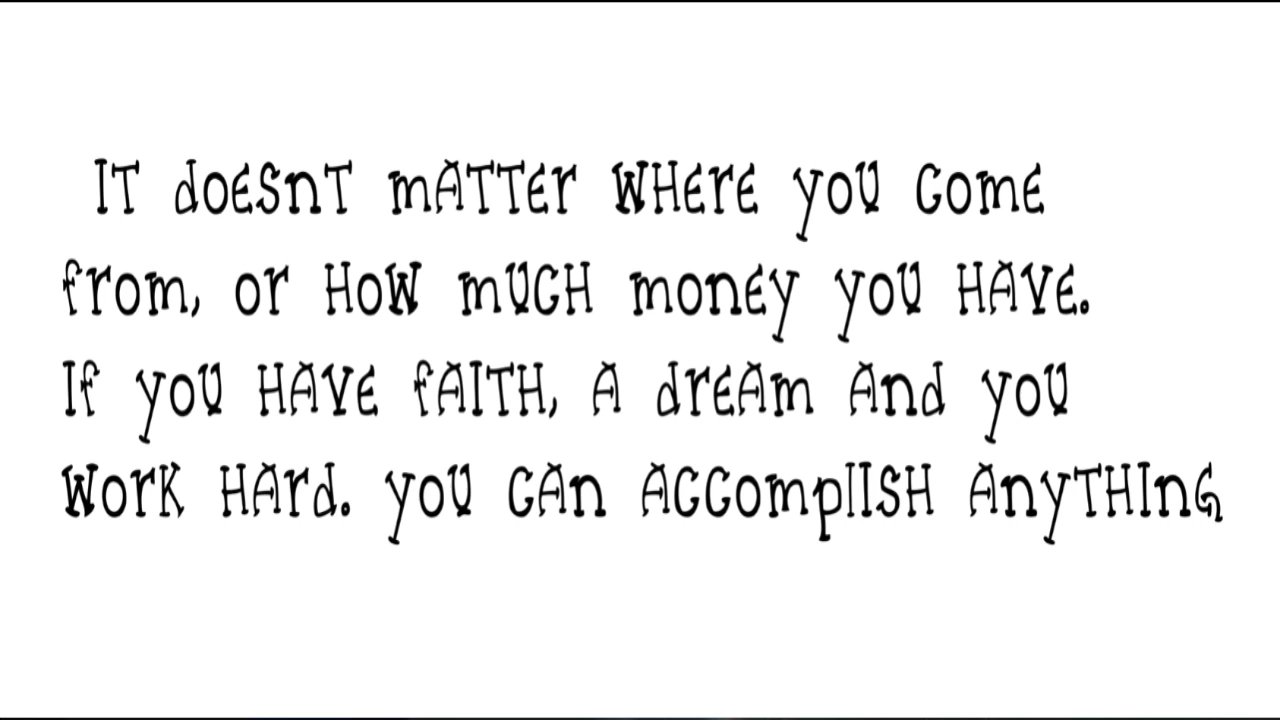 IT doESnT mATTEr WHErE yoU ComE
from, or HoW mUCH monEy yoU HAVE.
If yoU HAVE fAITH, A drEAm And yoU
WorK HArd. yoU CAn ACComplISH AnyTHInG